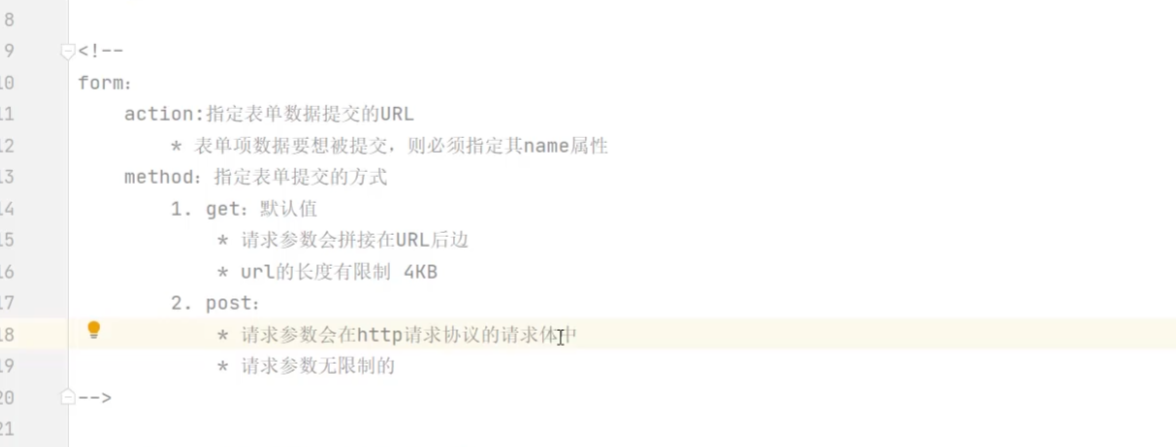 8
9 <!--
10 form：
11 action:指定表单数据提交的URL
12 * 表单项数据要想被提交，则必须指定其name属性
13 method：指定表单提交的方式
14 1. get：默认值
15 * 请求参数会拼接在URL后边
16 * url的长度有限制 4KB
17 2. post：
18 * 请求参数会在http请求协议的请求体中
19 * 请求参数无限制的
20 -->
21